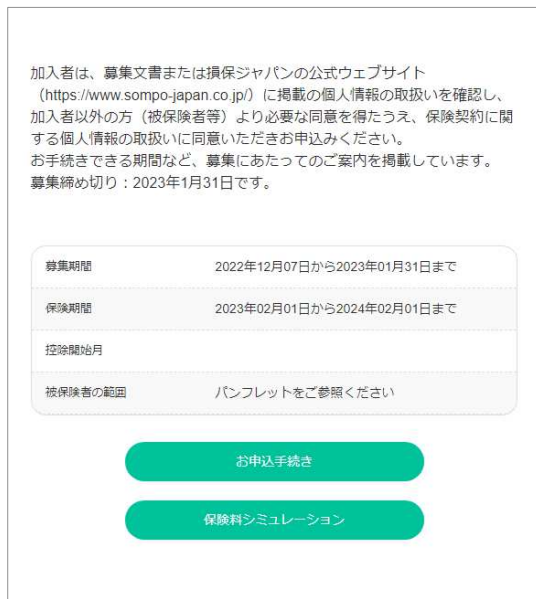 加入者は、募集文書または損保ジャパンの公式ウェブサイト
（https://www.sompo-japan.co.jp/）に掲載の個人情報の取扱いを確認し、
加入者以外の方（被保険者等）より必要な同意を得たうえ、保険契約に関
する個人情報の取扱いに同意いただきお申込みください。
お手続きできる期間など、募集にあたってのご案内を掲載しています。
募集締め切り：2023年1月31日です。
募集期間 2022年12月07日から2023年01月31日まで
保険期間 2023年02月01日から2024年02月01日まで
控除開始月
被保険者の範囲 パンフレットをご参照ください
お申込手続き
保険料シミュレーション